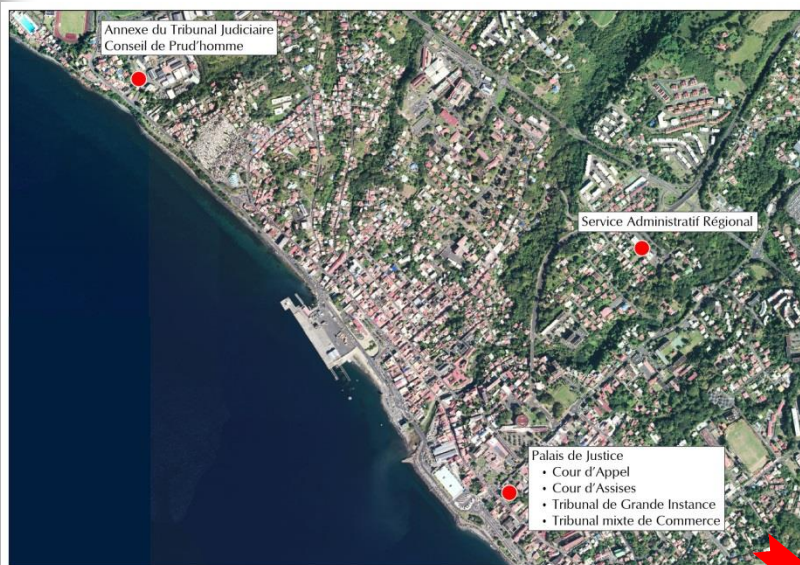 Annexe du Tribunal Judiciaire
Conseil de Prud'homme
Service Administratif Régional
Palais de Justice
• Cour d'Appel
• Cour d'Assises
• Tribunal de Grande Instance
• Tribunal mixte de Commerce